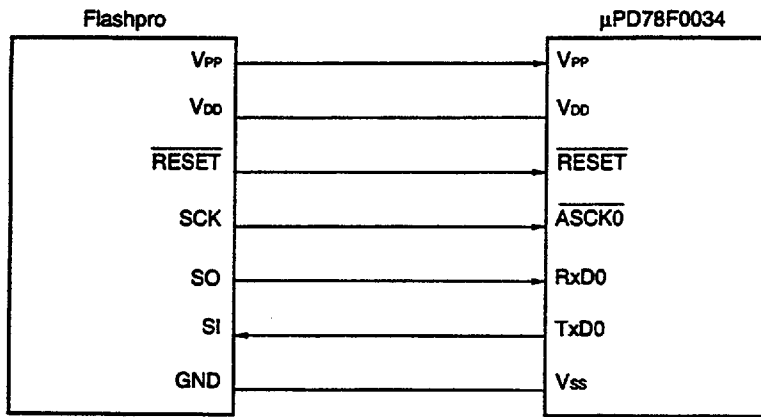 Flashpro μPD78F0034
VPP VPP
VDD VDD
RESET RESET
SCK ASCK0
SO RxD0
SI TxD0
GND VSS